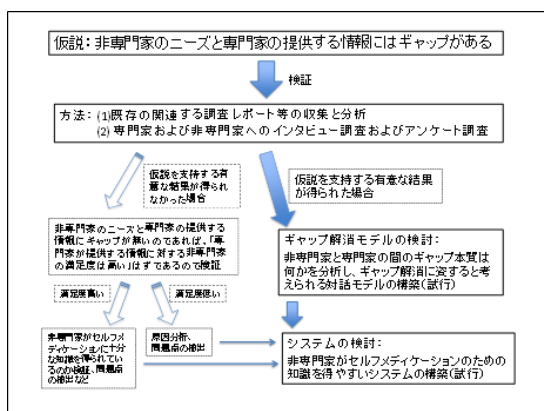 仮説：非専門家のニーズと専門家の提供する情報にはギャップがある
検証
方法：(1)既存の関連する調査レポート等の収集と分析
(2)専門家および非専門家へのインタビュー調査およびアンケート調査
仮説を支持する有
意な結果が得られ
なかった場合
仮説を支持する有意な結果
が得られた場合
非専門家のニーズと専門家の提供する
情報にギャップが無いのであれば、「専門
家が提供する情報に対する非専門家
の満足度は高い」はずであるので検証
ギャップ解消モデルの検討：
非専門家と専門家の間のギャップ本質は
何かを分析し、ギャップ解消に資すると考
えられる対話モデルの構築(試行)
満足度高い
満足度低い
非専門家がセルフメ
ディケーションに十分
な知識を得られてい
るのか検証、問題点
の抽出など
原因分析、
問題点の抽出
システムの検討：
非専門家がセルフメディケーションのための
知識を得やすいシステムの構築(試行)